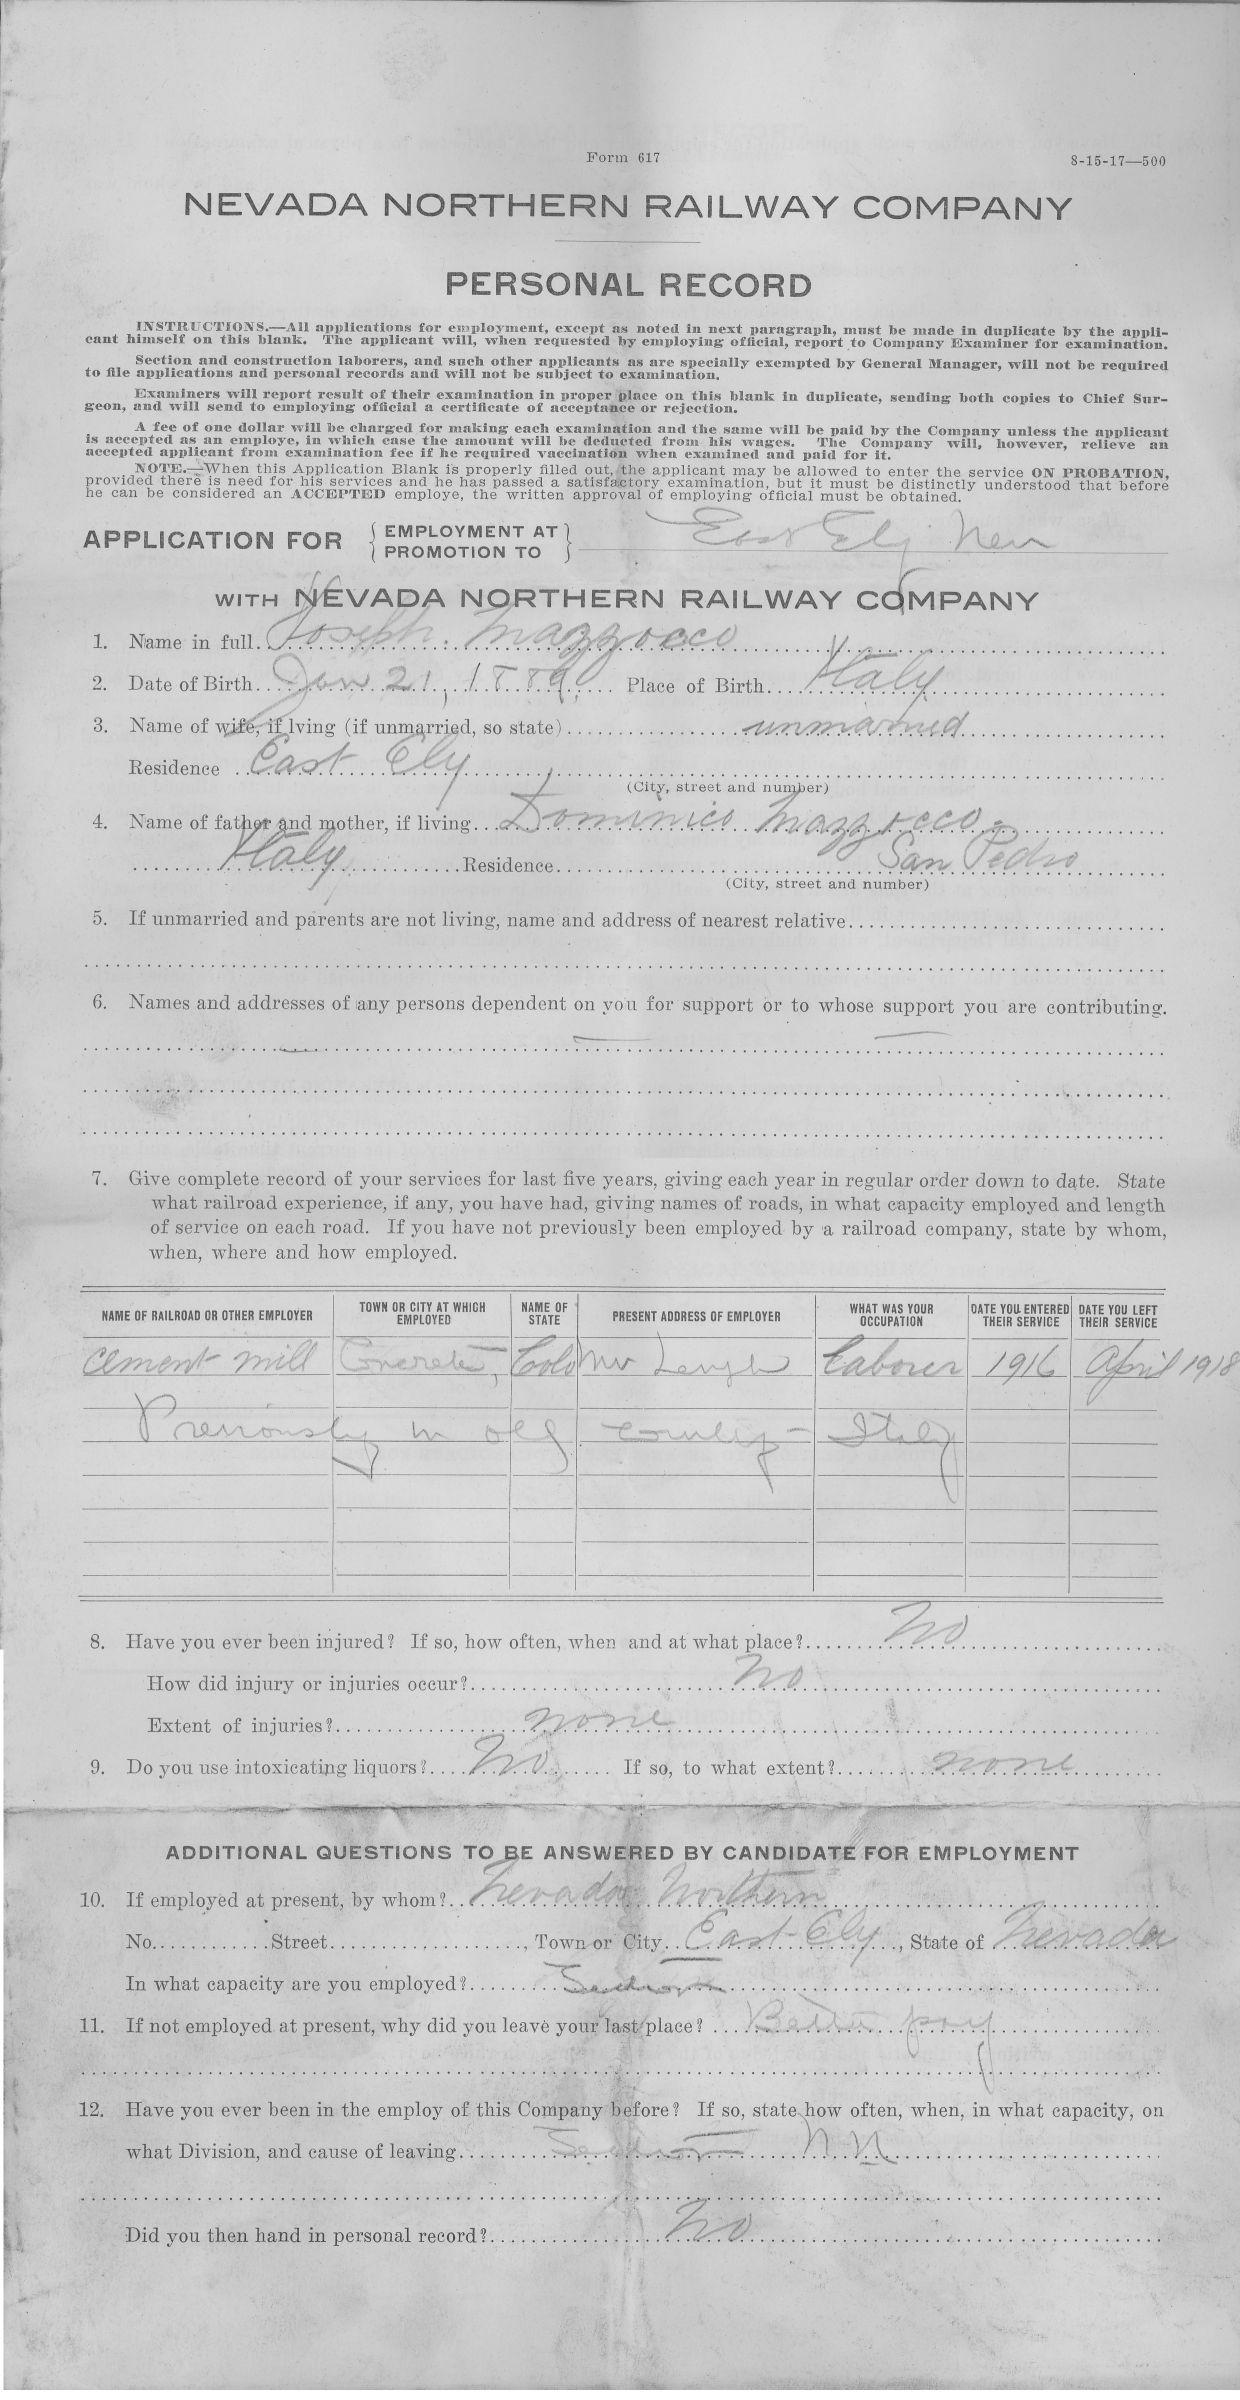 Form 617
8-15-17—500
NEVADA NORTHERN RAILWAY COMPANY
PERSONAL RECORD
INSTRUCTIONS.—All applications for employment, except as noted in next paragraph, must be made in duplicate by the appli-
cant himself on this blank. The applicant will, when requested by employing official, report to Company Examiner for examination.
Section and construction laborers, and such other applicants as are specially exempted by General Manager, will not be required
to file applications and personal records and will not be subject to examination.
Examiners will report result of their examination in proper place on this blank in duplicate, sending both copies to Chief Sur-
geon, and will send to employing official a certificate of acceptance or rejection.
A fee of one dollar will be charged for making each examination and the same will be paid by the Company unless the applicant
is accepted as an employe, in which case the amount will be deducted from his wages. The Company will, however, relieve an
accepted applicant from examination fee if he required vaccination when examined and paid for it.
NOTE.—When this Application Blank is properly filled out, the applicant may be allowed to enter the service ON PROBATION,
provided there is need for his services and he has passed a satisfactory examination, but it must be distinctly understood that before
he can be considered an ACCEPTED employe, the written approval of employing official must be obtained.
APPLICATION FOR { EMPLOYMENT AT } East Ely Nev
{ PROMOTION TO }
WITH NEVADA NORTHERN RAILWAY COMPANY
1. Name in full. Joseph Mazzocco
2. Date of Birth Jan 21, 1889 Place of Birth Italy
3. Name of wife, if lving (if unmarried, so state) unmarried
Residence East Ely
(City, street and number)
4. Name of father and mother, if living Dominico Mazzocco
Italy Residence San Pedro
(City, street and number)
5. If unmarried and parents are not living, name and address of nearest relative
6. Names and addresses of any persons dependent on you for support or to whose support you are contributing.
7. Give complete record of your services for last five years, giving each year in regular order down to date. State
what railroad experience, if any, you have had, giving names of roads, in what capacity employed and length
of service on each road. If you have not previously been employed by a railroad company, state by whom,
when, where and how employed.
NAME OF RAILROAD OR OTHER EMPLOYER TOWN OR CITY AT WHICH EMPLOYED NAME OF STATE PRESENT ADDRESS OF EMPLOYER WHAT WAS YOUR OCCUPATION DATE YOU ENTERED THEIR SERVICE DATE YOU LEFT THEIR SERVICE
Cement mill Concrete, Colo Mr Laborer 1916 April 1918
Previously in old Italy
8. Have you ever been injured? If so, how often, when and at what place? No
How did injury or injuries occur? No
Extent of injuries? none
9. Do you use intoxicating liquors? No If so, to what extent? none
ADDITIONAL QUESTIONS TO BE ANSWERED BY CANDIDATE FOR EMPLOYMENT
10. If employed at present, by whom? Nevada Northern
No. Street , Town or City East Ely , State of Nevada
In what capacity are you employed?
11. If not employed at present, why did you leave your last place? Better pay
12. Have you ever been in the employ of this Company before? If so, state how often, when, in what capacity, on
what Division, and cause of leaving N N
Did you then hand in personal record? No